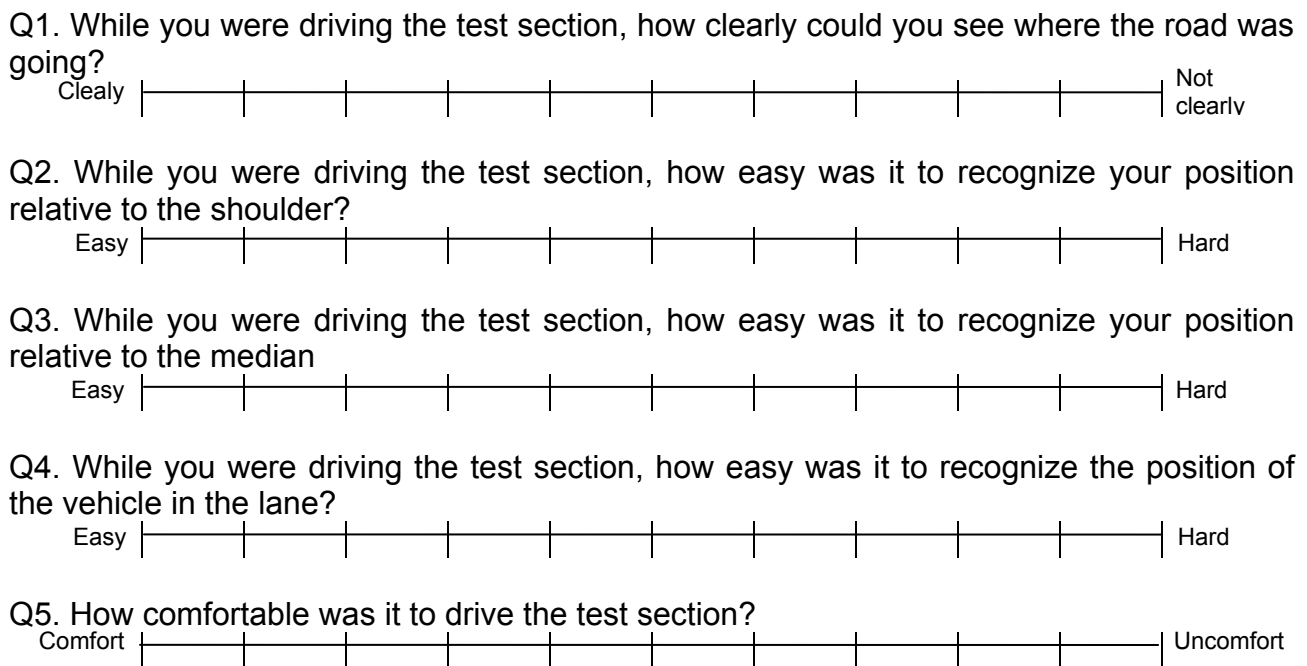 Q1. While you were driving the test section, how clearly could you see where the road was
going?
Clealy
Not
clearly
Q2. While you were driving the test section, how easy was it to recognize your position
relative to the shoulder?
Easy
Hard
Q3. While you were driving the test section, how easy was it to recognize your position
relative to the median
Easy
Hard
Q4. While you were driving the test section, how easy was it to recognize the position of
the vehicle in the lane?
Easy
Hard
Q5. How comfortable was it to drive the test section?
Comfort
Uncomfort